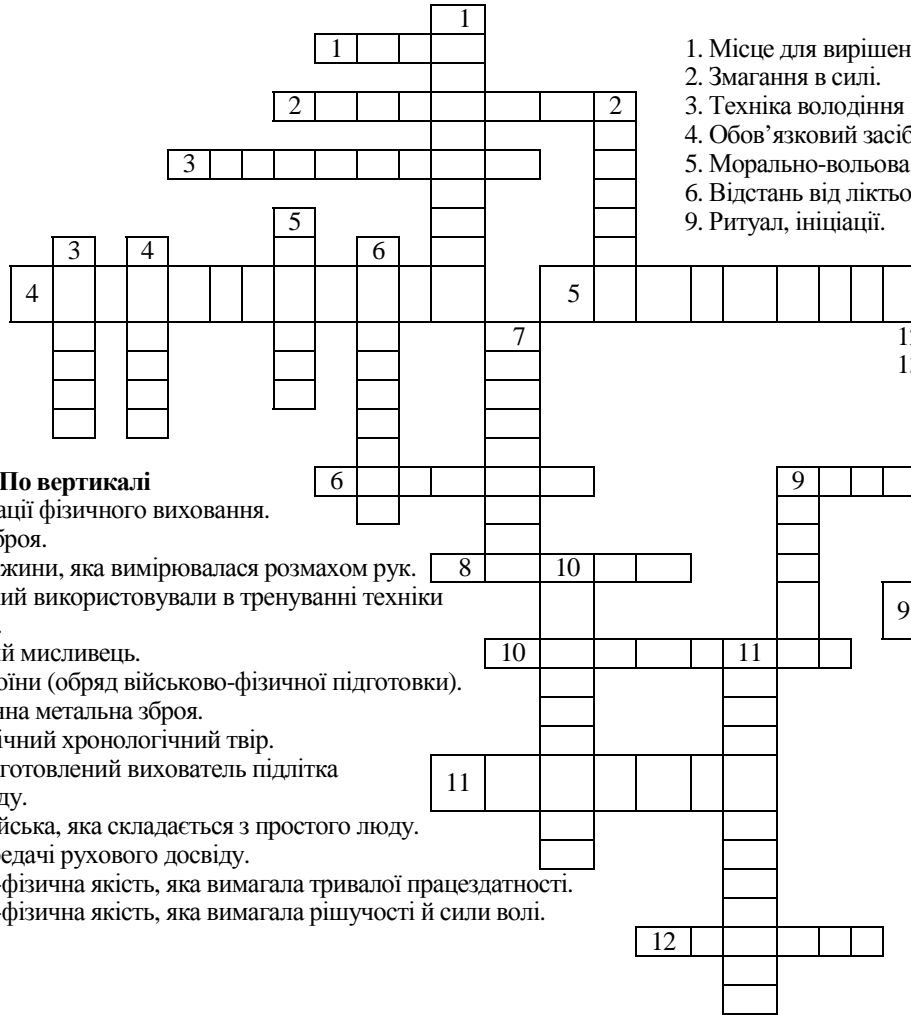 1
1
2 2
3
5
3 4 6
4 5
7
6 9
8 10
9
10 11
11
12
1. Місце для вирішен
2. Змагання в силі.
3. Техніка володіння
4. Обов’язковий засіб
5. Морально-вольова
6. Відстань від ліктьо
9. Ритуал, ініціації.
По вертикалі
ації фізичного виховання.
броя.
жини, яка вимірювалася розмахом рук.
ий використовували в тренуванні техніки
й мисливець.
оїни (обряд військово-фізичної підготовки).
на метальна зброя.
ічний хронологічний твір.
готовлений вихователь підлітка
ду.
ійська, яка складається з простого люду.
редачі рухового досвіду.
-фізична якість, яка вимагала тривалої працездатності.
-фізична якість, яка вимагала рішучості й сили волі.